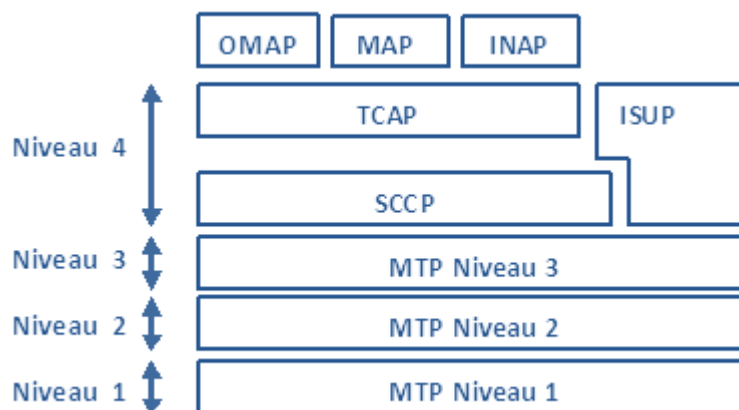 OMAP MAP INAP
TCAP ISUP
Niveau 4
SCCP
Niveau 3 MTP Niveau 3
Niveau 2 MTP Niveau 2
Niveau 1 MTP Niveau 1